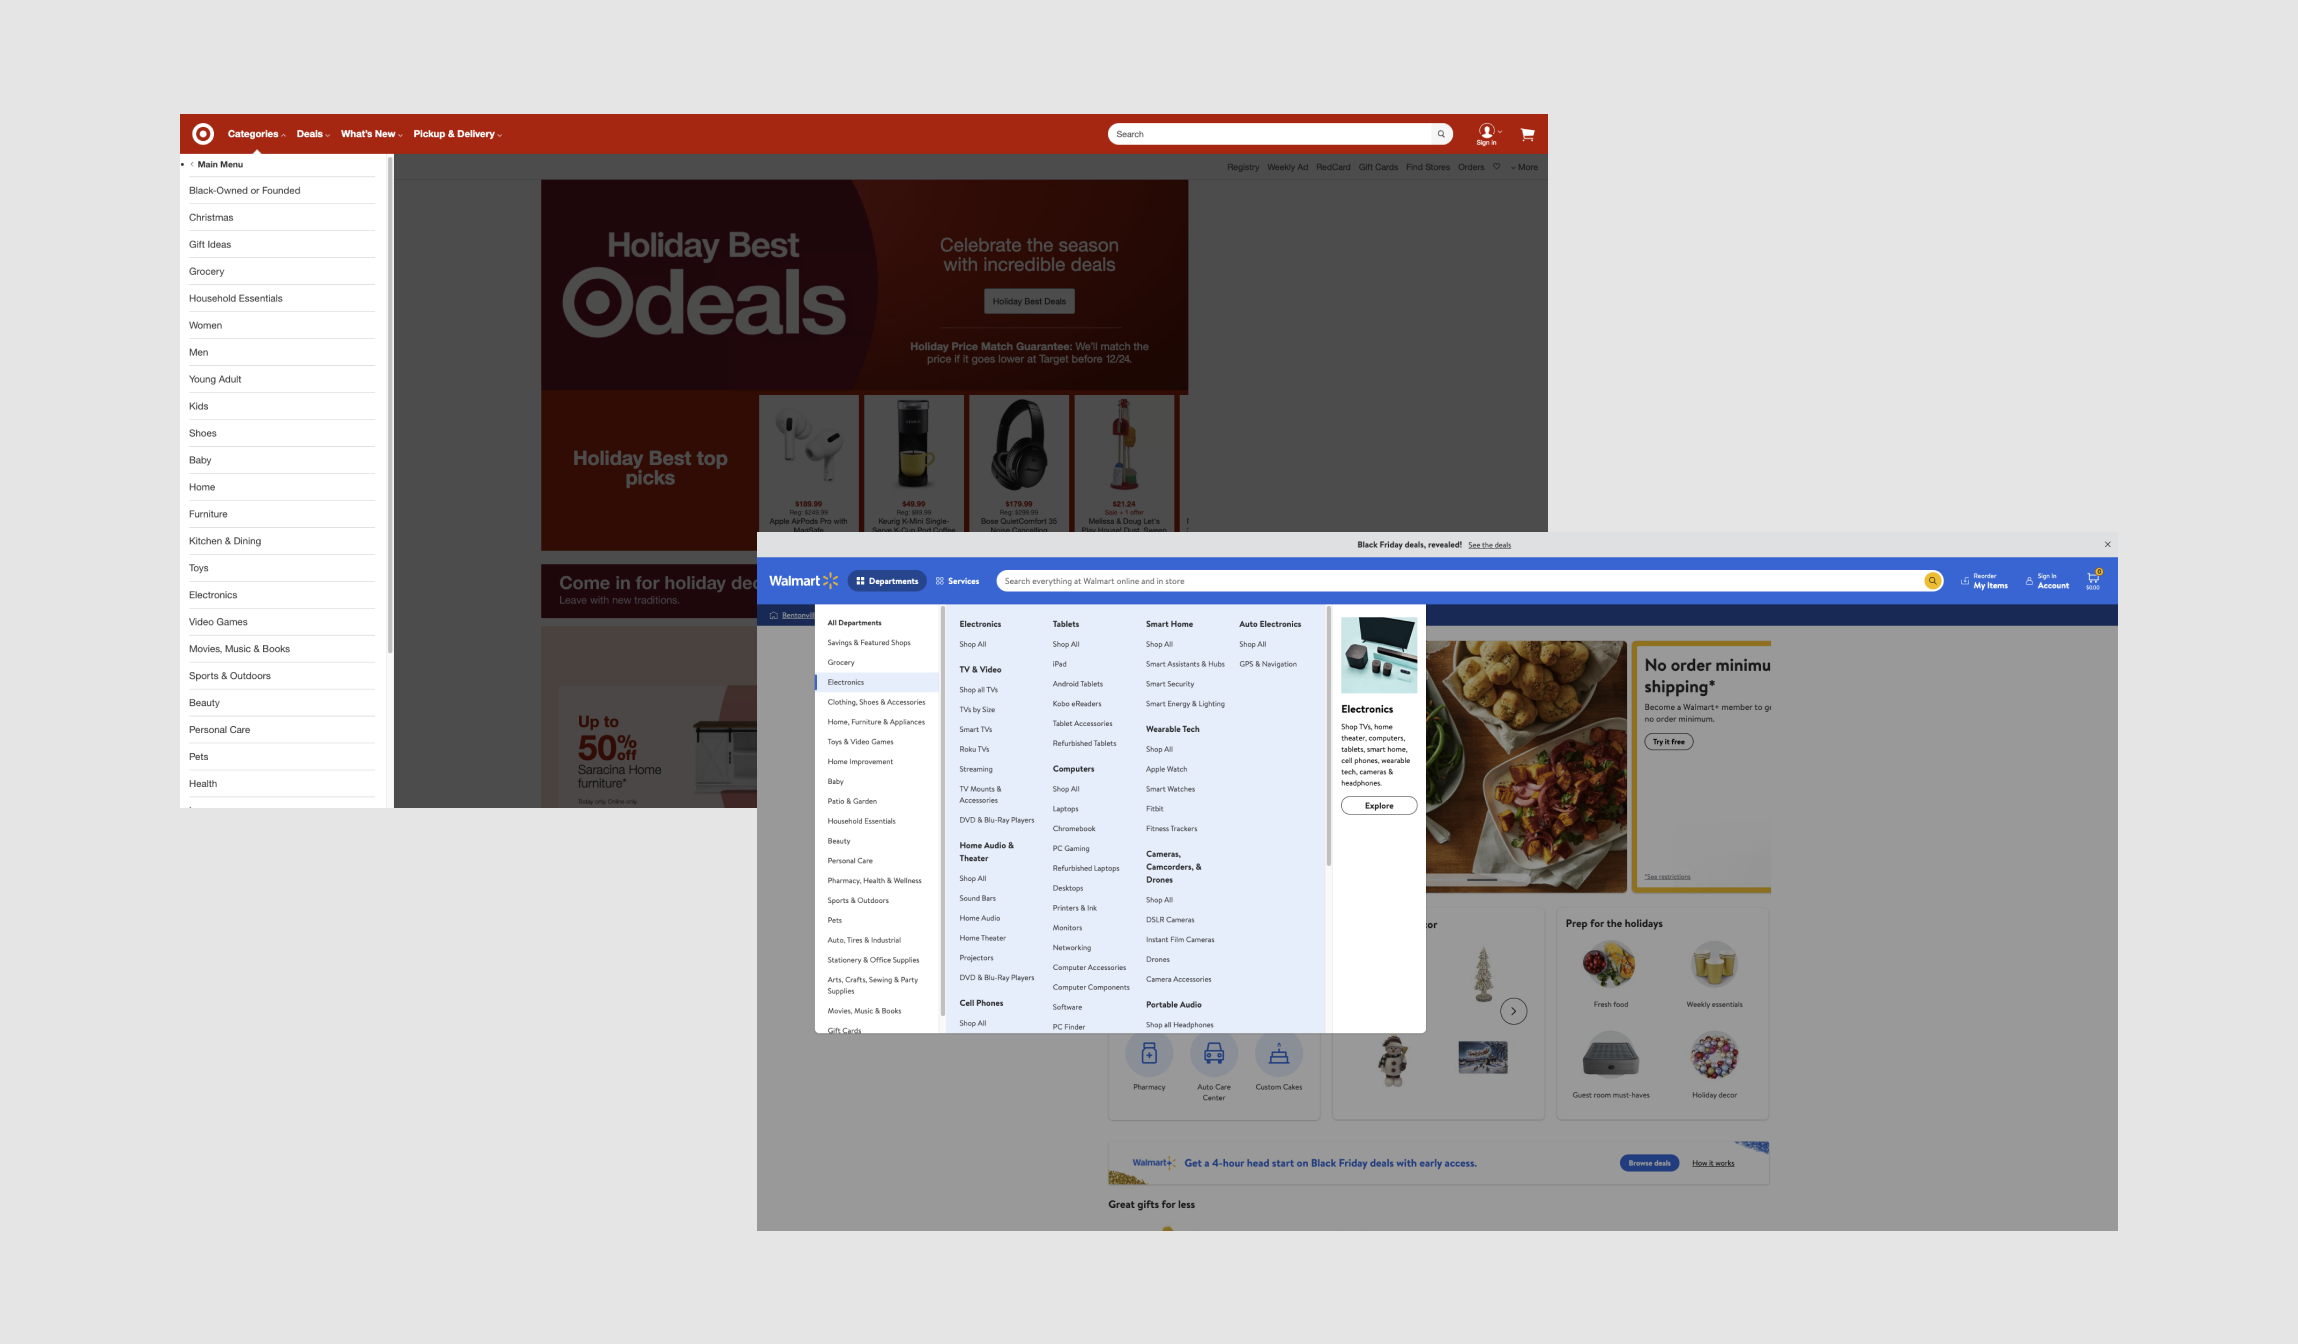 Categories
Deals
What's New
Pickup & Delivery
Search
Sign in
Main Menu
Black-Owned or Founded
Christmas
Gift Ideas
Grocery
Household Essentials
Women
Men
Young Adult
Kids
Shoes
Baby
Home
Furniture
Kitchen & Dining
Toys
Electronics
Video Games
Movies, Music & Books
Sports & Outdoors
Beauty
Personal Care
Pets
Health
Registry
Weekly Ad
RedCard
Gift Cards
Find Stores
Orders
More
Holiday Best
deals
Celebrate the season
with incredible deals
Holiday Best Deals
Holiday Price Match Guarantee: We'll match the
price if it goes lower at Target before 12/24.
Holiday Best top
picks
$189.99
Reg: $249.99
Apple AirPods Pro with
MagSafe
$49.99
Reg: $89.99
Keurig K-Mini Single-
Serve K-Cup Pod Coffee
$179.99
Reg: $299.99
Bose QuietComfort 35
Noise Cancelling
$21.24
Sale + 1 offer
Melissa & Doug Let's
Play House! Dust, Sweep
Come in for holiday dec
Leave with new traditions.
Up to
50%
off
Saracina Home
furniture*
Today only. Online only.
Black Friday deals, revealed! See the deals
Walmart
Departments
Services
Search everything at Walmart online and in store
Reorder
My Items
Sign In
Account
0
$0.00
Bentonvill
All Departments
Savings & Featured Shops
Grocery
Electronics
Clothing, Shoes & Accessories
Home, Furniture & Appliances
Toys & Video Games
Home Improvement
Baby
Patio & Garden
Household Essentials
Beauty
Personal Care
Pharmacy, Health & Wellness
Sports & Outdoors
Pets
Auto, Tires & Industrial
Stationery & Office Supplies
Arts, Crafts, Sewing & Party
Supplies
Movies, Music & Books
Gift Cards
Electronics
Shop All
TV & Video
Shop all TVs
TVs by Size
Smart TVs
Roku TVs
Streaming
TV Mounts &
Accessories
DVD & Blu-Ray Players
Home Audio &
Theater
Shop All
Sound Bars
Home Audio
Home Theater
Projectors
DVD & Blu-Ray Players
Cell Phones
Shop All
Tablets
Shop All
iPad
Android Tablets
Kobo eReaders
Tablet Accessories
Refurbished Tablets
Computers
Shop All
Laptops
Chromebook
PC Gaming
Refurbished Laptops
Desktops
Printers & Ink
Monitors
Networking
Computer Accessories
Computer Components
Software
PC Finder
Smart Home
Shop All
Smart Assistants & Hubs
Smart Security
Smart Energy & Lighting
Wearable Tech
Shop All
Apple Watch
Smart Watches
Fitbit
Fitness Trackers
Cameras,
Camcorders, &
Drones
Shop All
DSLR Cameras
Instant Film Cameras
Drones
Camera Accessories
Portable Audio
Shop all Headphones
Auto Electronics
Shop All
GPS & Navigation
Electronics
Shop TVs, home
theater, computers,
tablets, smart home,
cell phones, wearable
tech, cameras &
headphones.
Explore
No order minimu
shipping*
Become a Walmart+ member to ge
no order minimum.
Try it free
*See restrictions
cor
Prep for the holidays
Fresh food
Weekly essentials
Guest room must-haves
Holiday decor
Pharmacy
Auto Care
Center
Custom Cakes
Walmart+
Get a 4-hour head start on Black Friday deals with early access.
Browse deals
How it works
Great gifts for less